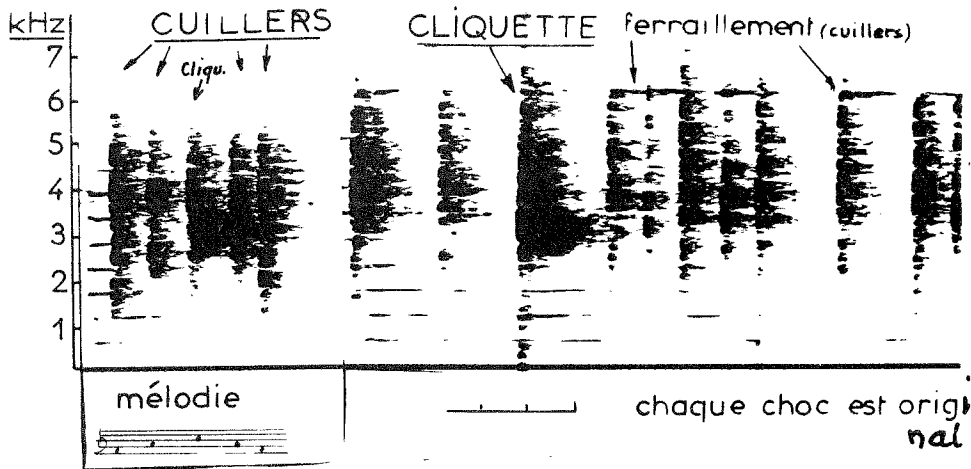 kHz
CUILLERS
CLIQUETTE
ferraillement (cuillers)
Cliqu.
7
6
5
4
3
2
1
mélodie
chaque choc est origi
nal